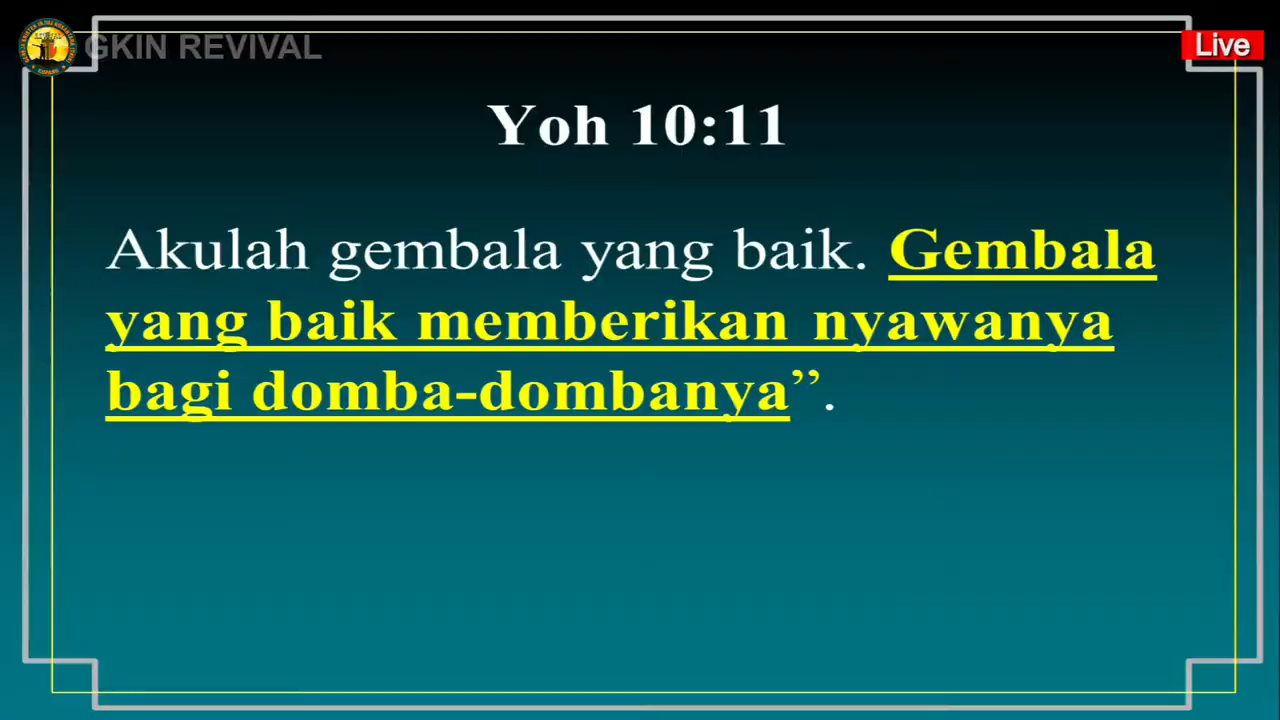 GKIN REVIVAL
Live
Yoh 10:11
Akulah gembala yang baik. Gembala
yang baik memberikan nyawanya
bagi domba-dombanya”.